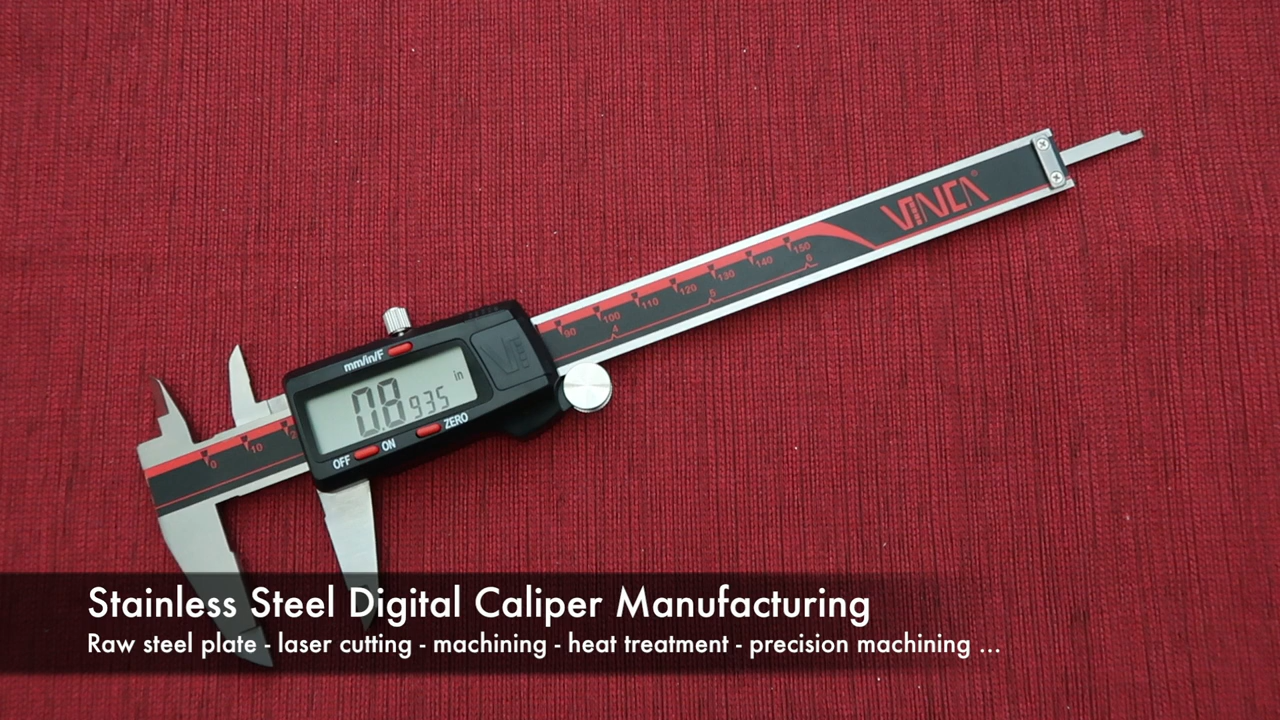 VINCA®
150
140
130
120
110
100
90
6
5
4
mm/in/F
0.8935 in
OFF
ON
ZERO
0
10
2
Stainless Steel Digital Caliper Manufacturing
Raw steel plate - laser cutting - machining - heat treatment - precision machining ...